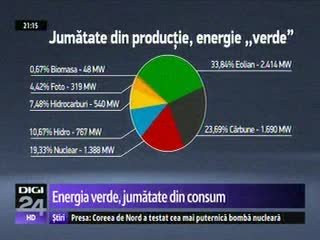 21:15
Jumătate din producție, energie „verde”
0,67% Biomasa - 48 MW
33,84% Eolian - 2.414 MW
4,42% Foto - 319 MW
7,48% Hidrocarburi - 540 MW
10,67% Hidro - 767 MW
23,69% Cărbune - 1.690 MW
19,33% Nuclear - 1.388 MW
DIGI
24
HD
Energia verde, jumătate din consum
Știri
Presa: Coreea de Nord a testat cea mai puternică bombă nucleară